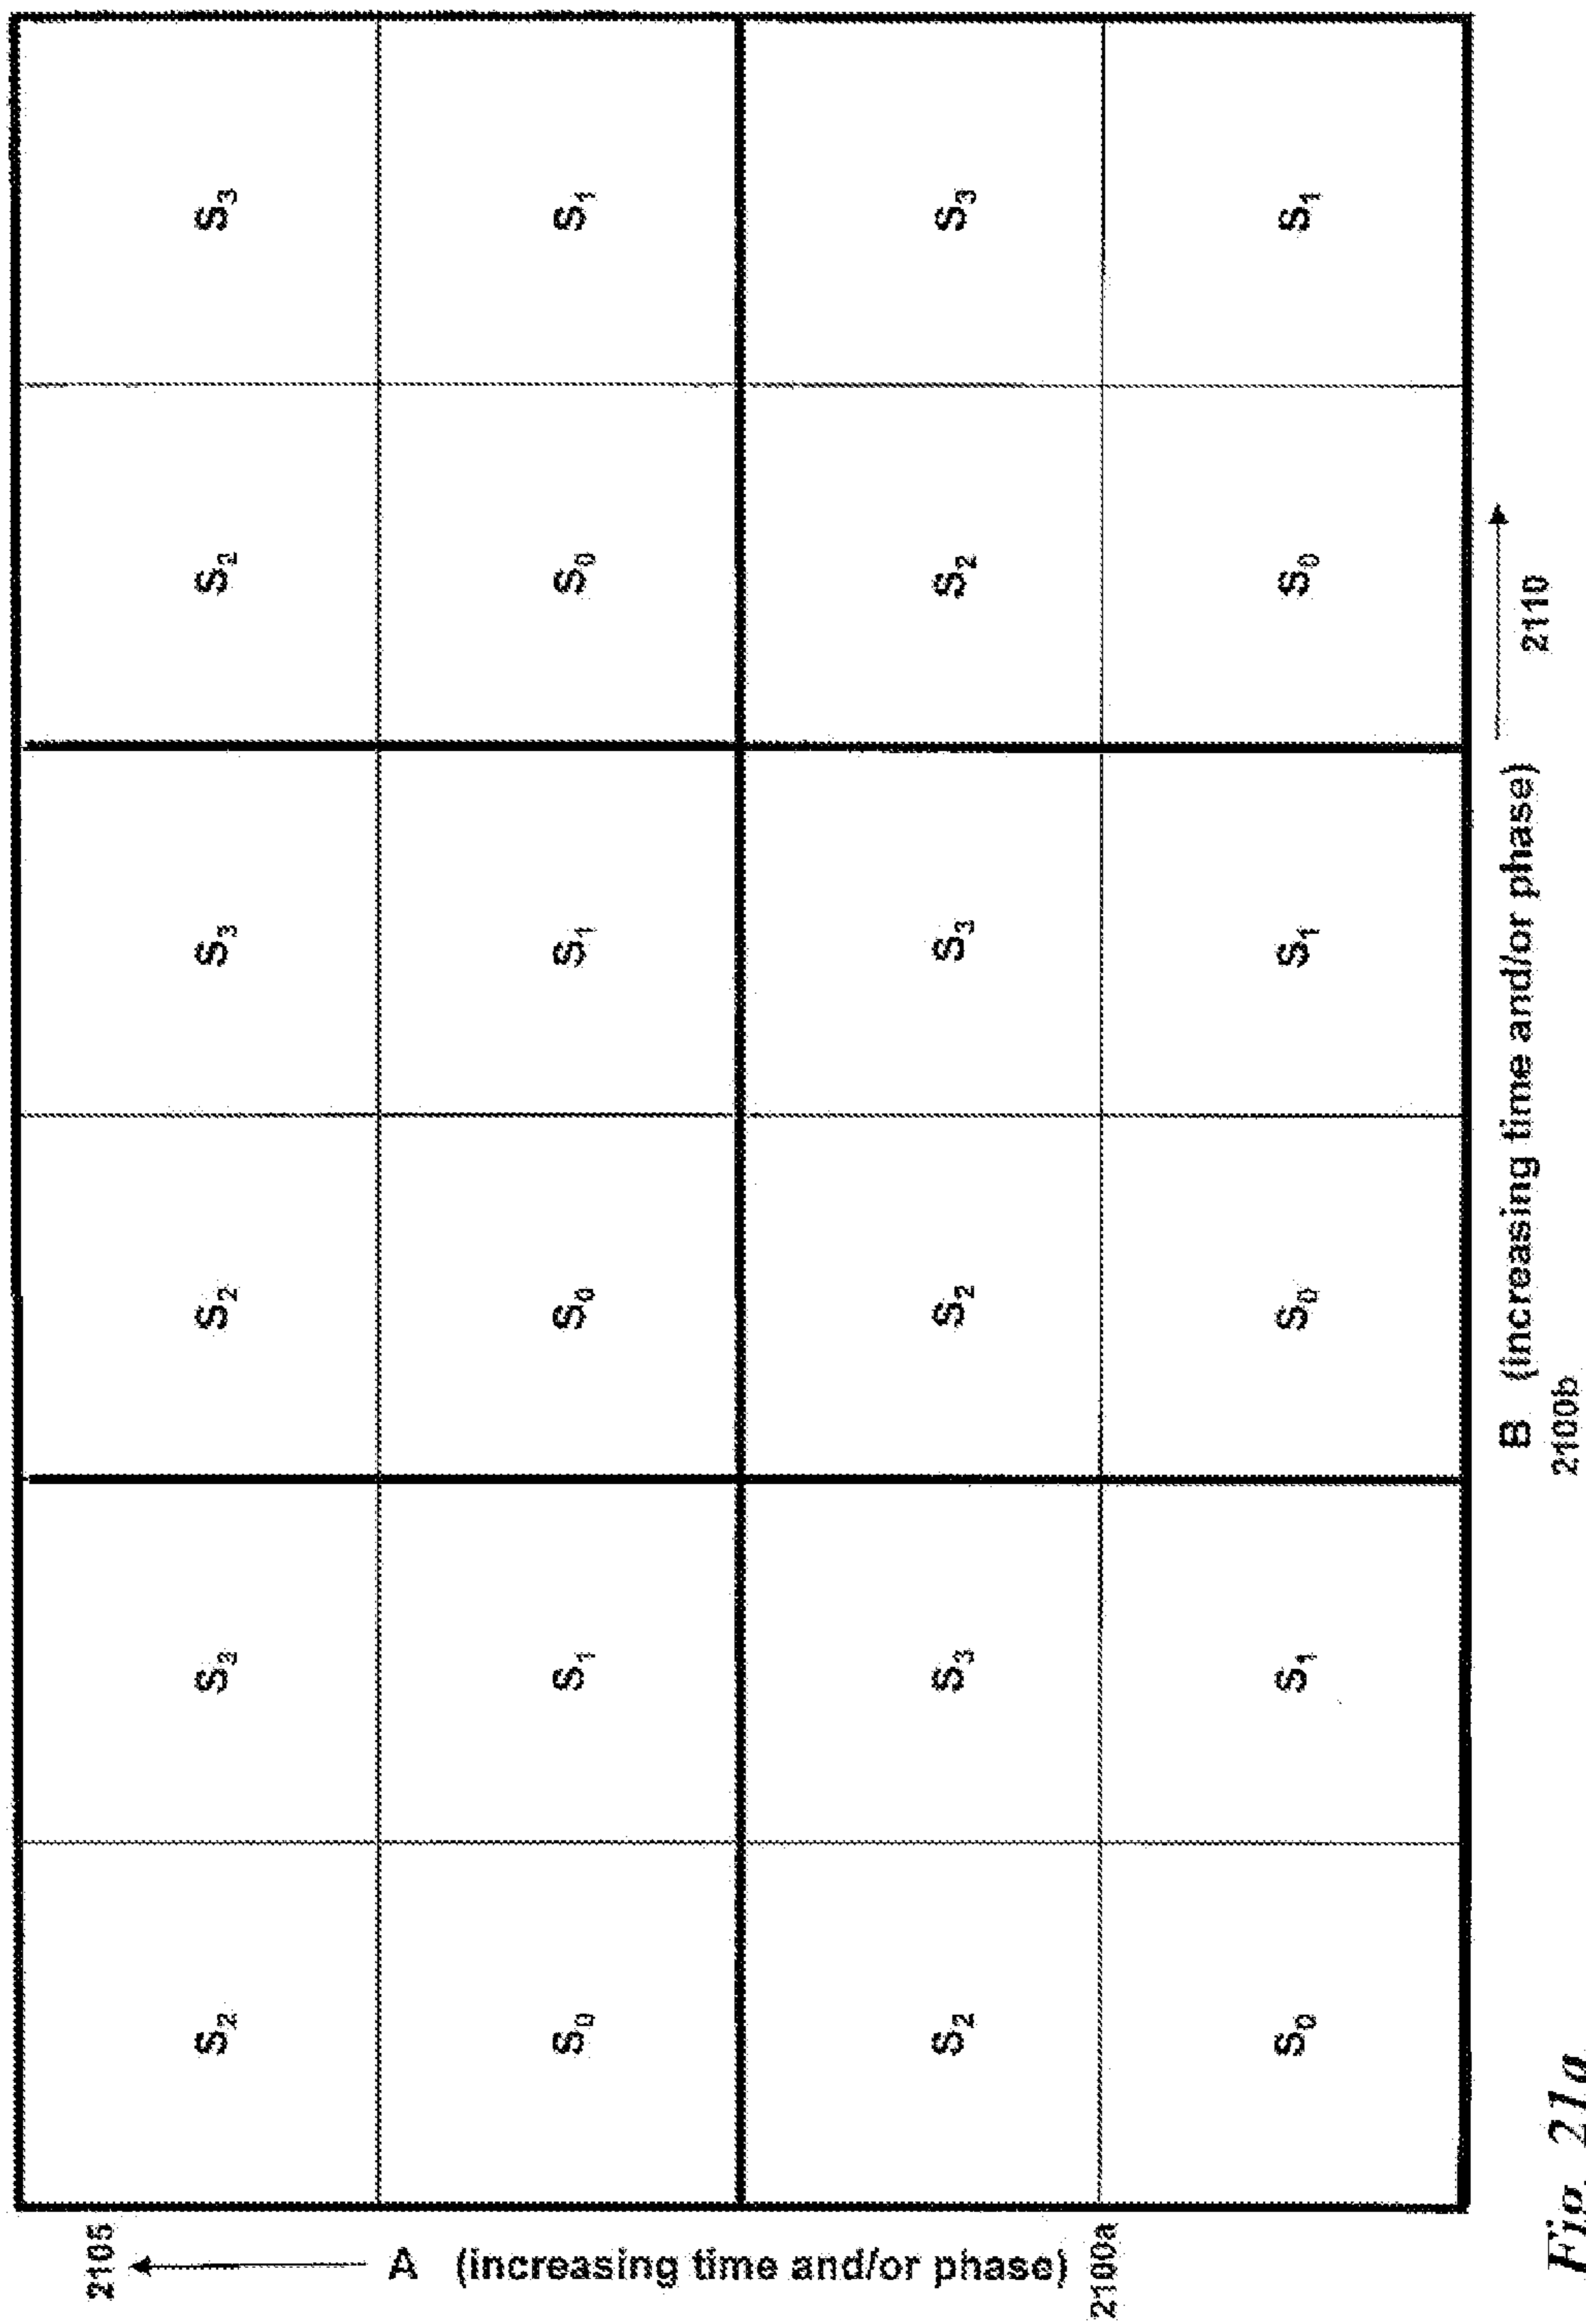 2105
A (increasing time and/or phase)
2100a
S₂ S₃ S₂ S₃ S₂ S₃
S₀ S₁ S₀ S₁ S₀ S₁
S₂ S₃ S₂ S₃ S₂ S₃
S₀ S₁ S₀ S₁ S₀ S₁
B (increasing time and/or phase)
2100b
2110
Fig. 21a